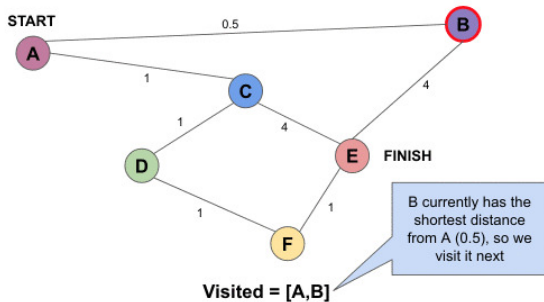 START
0.5
B
A
1
C
1
4
4
D
E
FINISH
1
1
F
B currently has the
shortest distance
from A (0.5), so we
visit it next
Visited = [A,B]